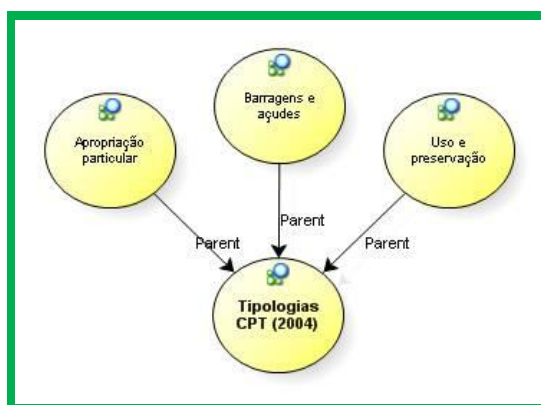 Barragens e
açudes
Apropriação
particular
Uso e
preservação
Parent
Parent
Parent
Tipologias
CPT (2004)